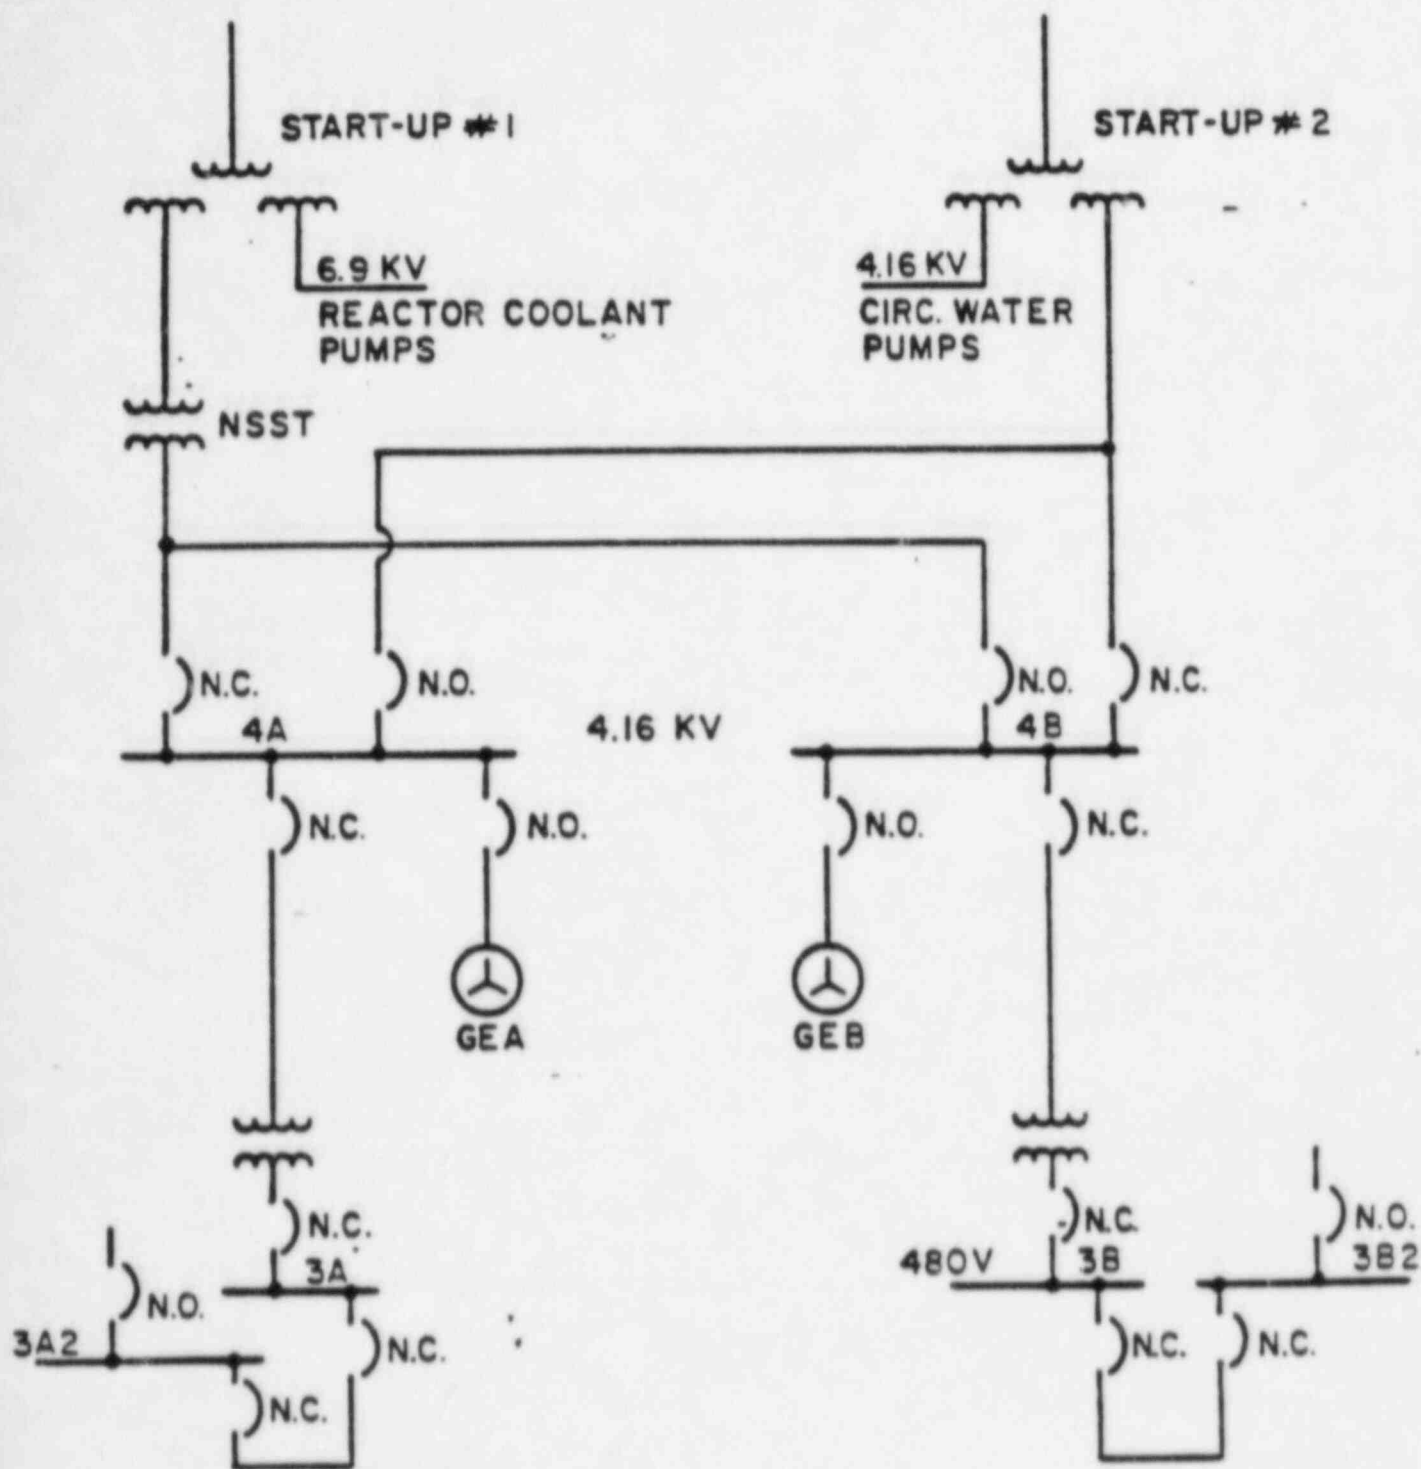 START-UP #1
START-UP #2
6.9 KV
REACTOR COOLANT
PUMPS
4.16 KV
CIRC. WATER
PUMPS
NSST
N.C.
N.O.
N.O.
N.C.
4A
4.16 KV
4B
N.C.
N.O.
N.O.
N.C.
GEA
GEB
N.C.
N.C.
N.O.
480V
3B
3B2
3A
N.O.
3A2
N.C.
N.C.
N.C.
N.C.